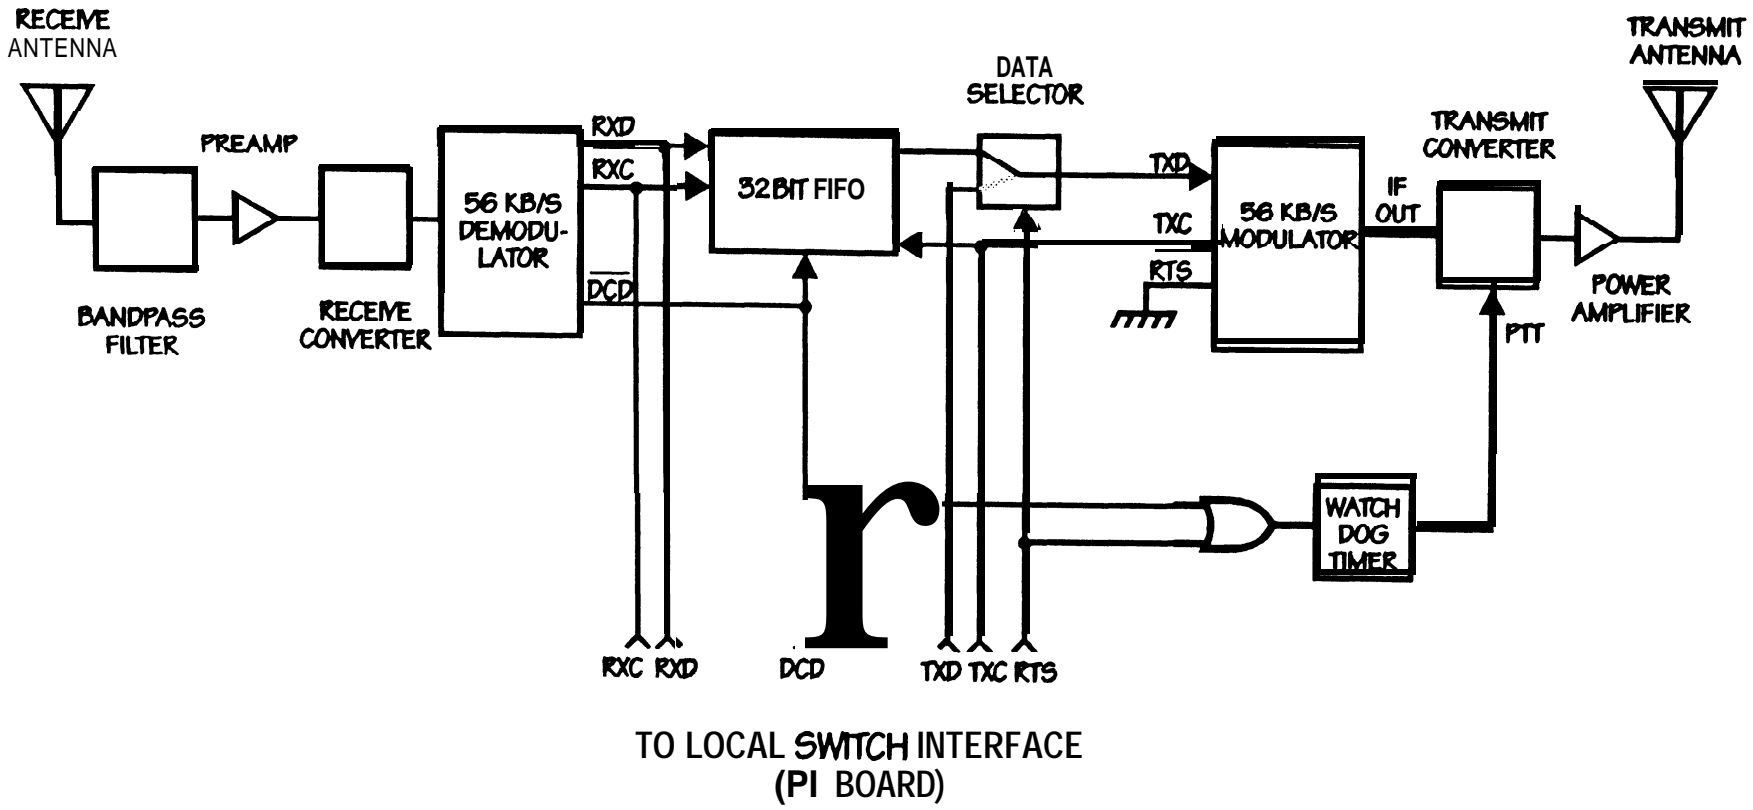 RECEIVE
ANTENNA
TRANSMIT
ANTENNA
DATA
SELECTOR
PREAMP
RXD
RXC
TRANSMIT
CONVERTER
56 KB/S
DEMODU-
LATOR
32BIT FIFO
TXD
TXC
RTS
56 KB/S
MODULATOR
IF
OUT
DCD
BANDPASS
FILTER
RECEIVE
CONVERTER
POWER
AMPLIFIER
PTT
r
WATCH
DOG
TIMER
RXC RXD DCD TXD TXC RTS
TO LOCAL SWITCH INTERFACE
(PI BOARD)